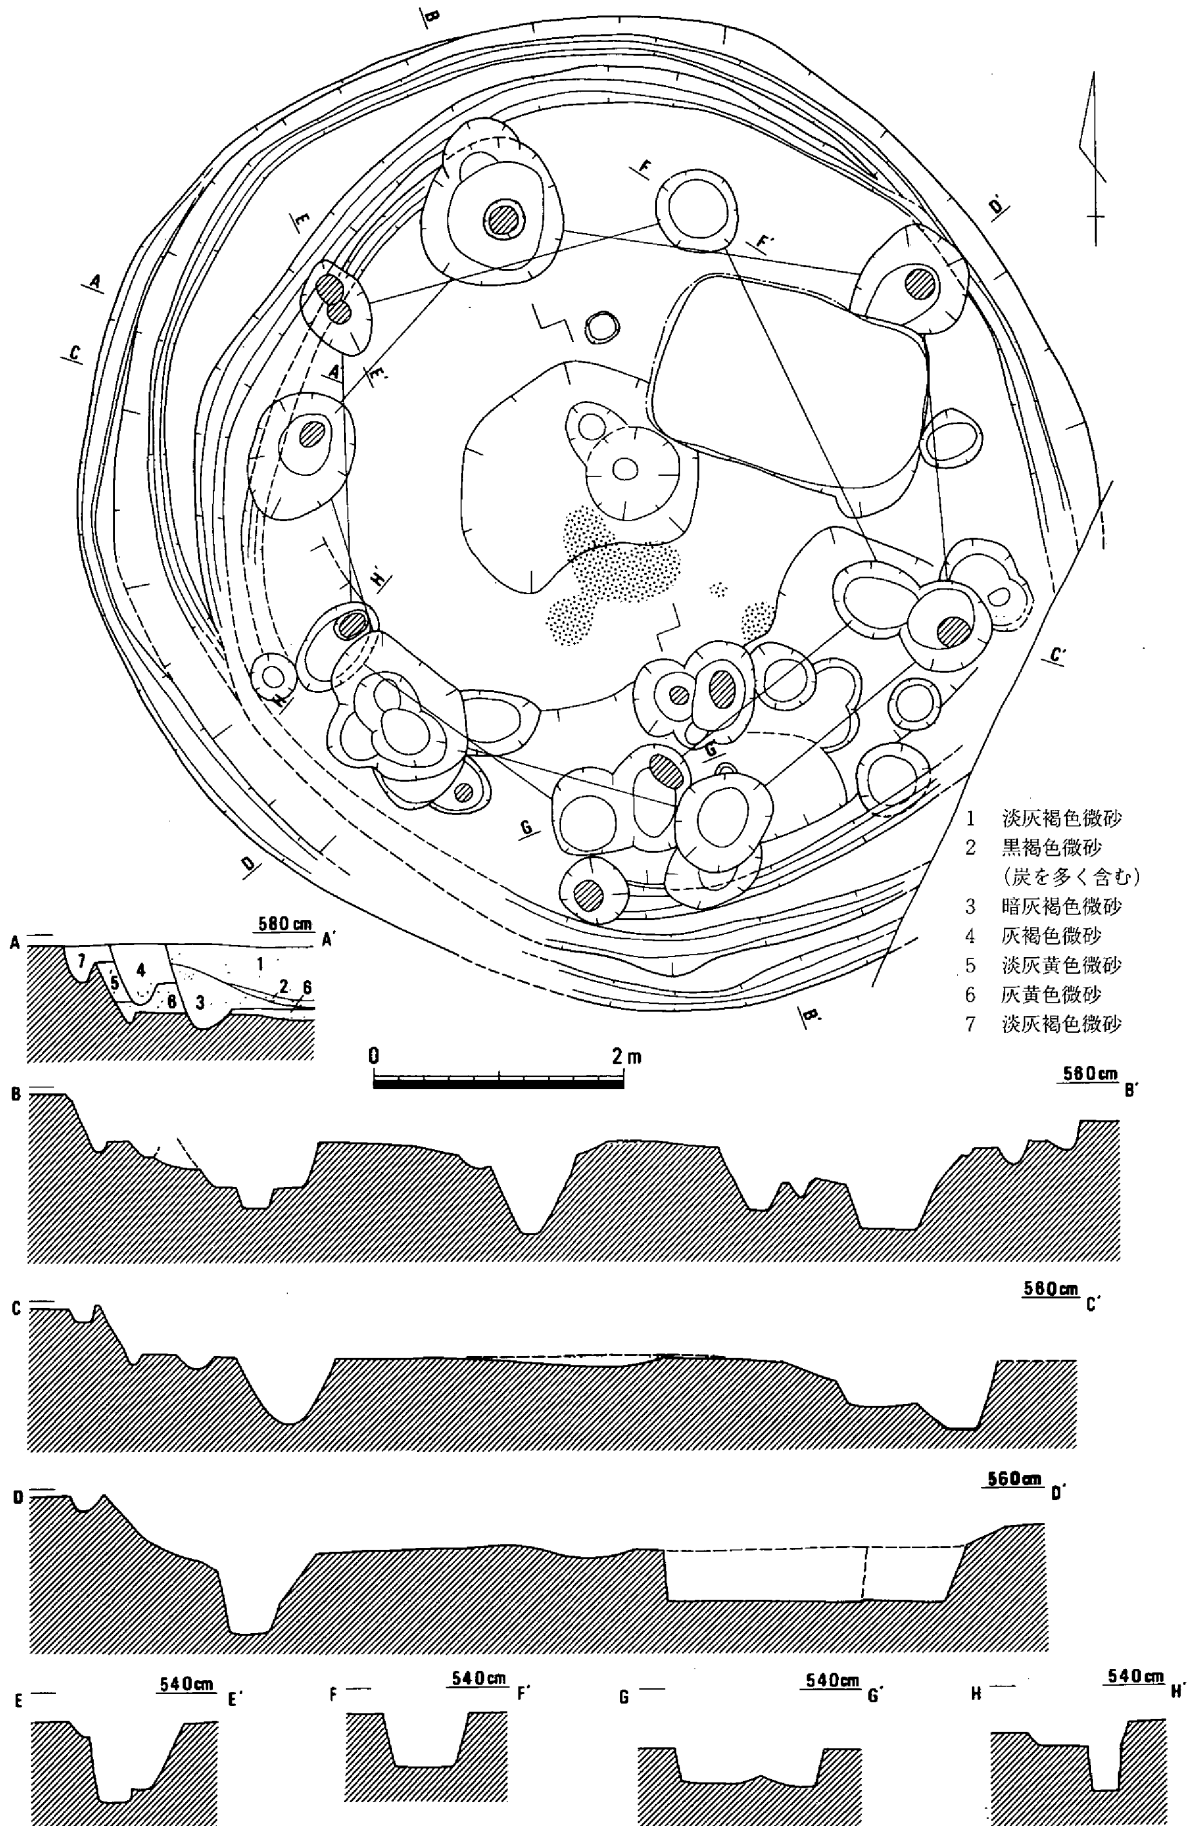 B
E
F
F'
D'
A
C
A'
E'
H'
H
C'
G'
G
D
B'
1 淡灰褐色微砂
2 黒褐色微砂
(炭を多く含む)
3 暗灰褐色微砂
4 灰褐色微砂
5 淡灰黄色微砂
6 灰黄色微砂
7 淡灰褐色微砂
A 580cm A'
7 5 4 6 3 1 2 6
0 2m
B 560cm B'
C 560cm C'
D 560cm D'
E 540cm E'
F 540cm F'
G 540cm G'
H 540cm H'